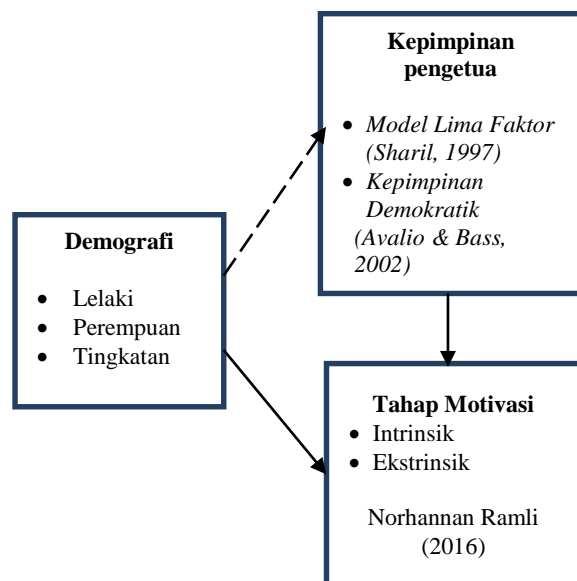 Kepimpinan
pengetua
• Model Lima Faktor
(Sharil, 1997)
• Kepimpinan
Demokratik
(Avalio & Bass,
2002)
Demografi
• Lelaki
• Perempuan
• Tingkatan
Tahap Motivasi
• Intrinsik
• Ekstrinsik
Norhannan Ramli
(2016)